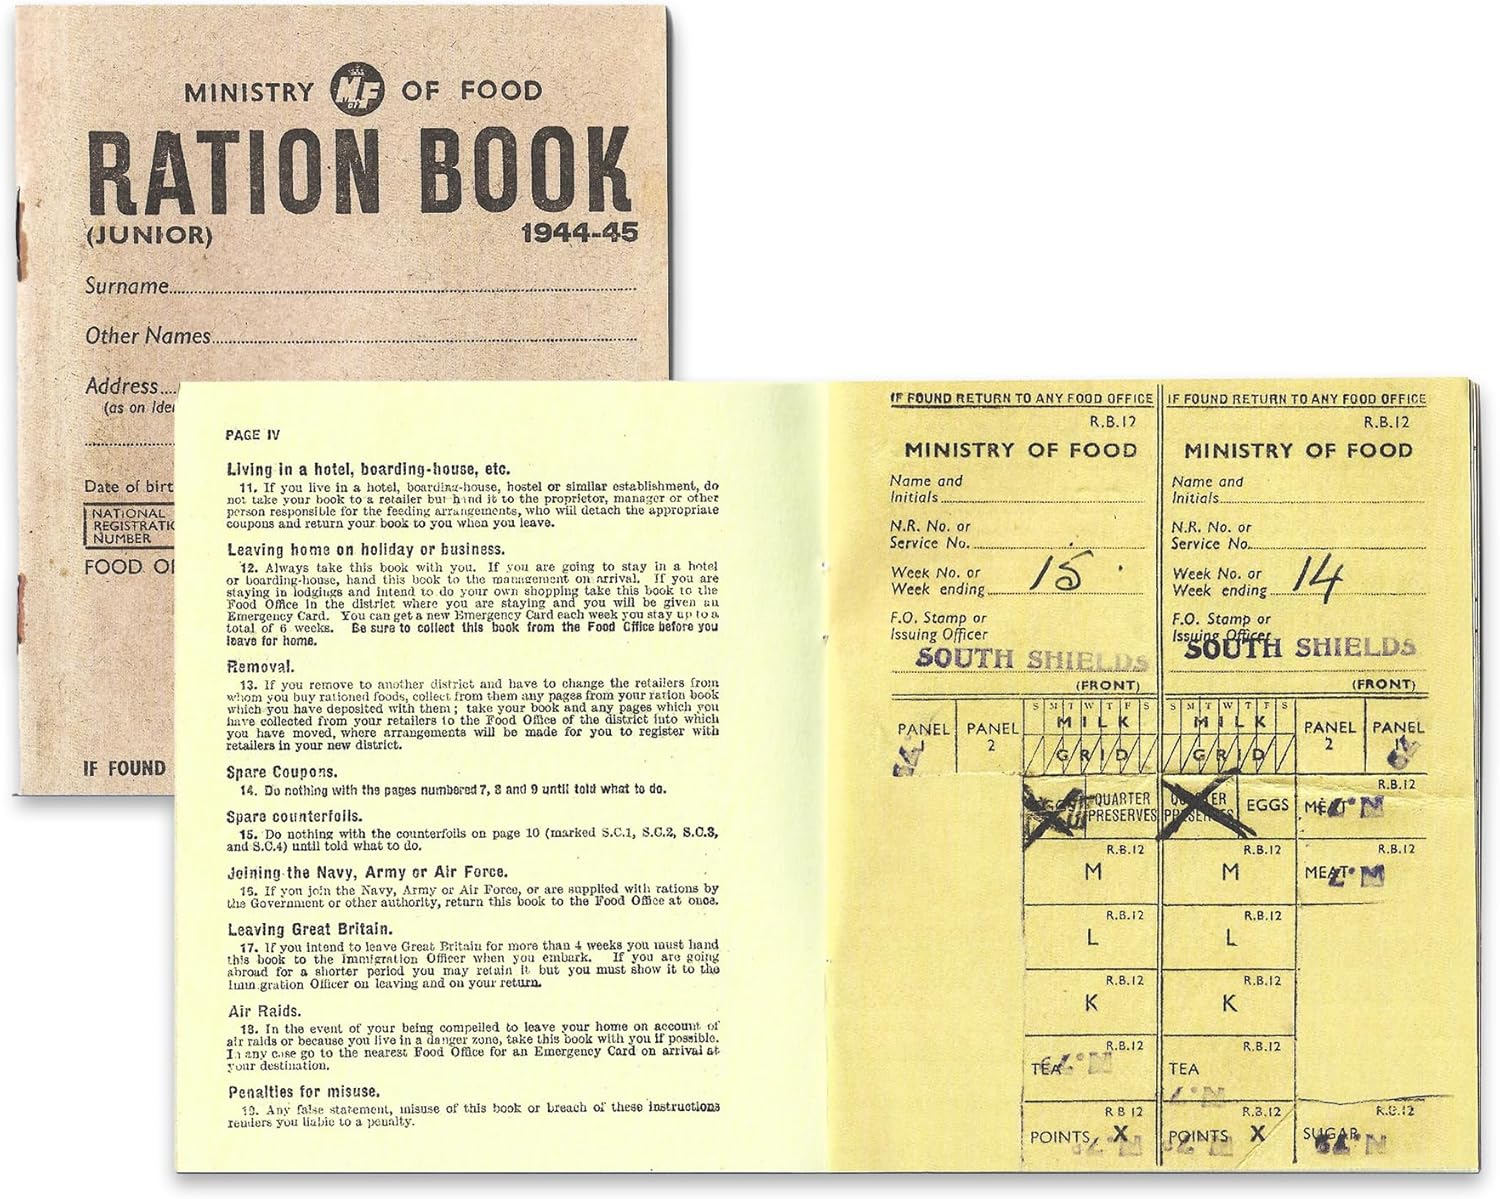 MINISTRY MF OF FOOD
RATION BOOK
(JUNIOR) 1944-45
Surname
Other Names
Address
(as on Iden
Date of birt
NATIONAL
REGISTRATIO
NUMBER
FOOD OF
IF FOUND
PAGE IV
Living in a hotel, boarding-house, etc.
11. If you live in a hotel, boarding-house, hostel or similar establishment, do
not take your book to a retailer but hand it to the proprietor, manager or other
person responsible for the feeding arrangements, who will detach the appropriate
coupons and return your book to you when you leave.
Leaving home on holiday or business.
12. Always take this book with you. If you are going to stay in a hotel
or boarding-house, hand this book to the management on arrival. If you are
staying in lodgings and intend to do your own shopping take this book to the
Food Office in the district where you are staying and you will be given an
Emergency Card. You can get a new Emergency Card each week you stay up to a
total of 6 weeks. Be sure to collect this book from the Food Office before you
leave for home.
Removal.
13. If you remove to another district and have to change the retailers from
whom you buy rationed foods, collect from them any pages from your ration book
which you have deposited with them ; take your book and any pages which you
have collected from your retailers to the Food Office of the district into which
you have moved, where arrangements will be made for you to register with
retailers in your new district.
Spare Coupons.
14. Do nothing with the pages numbered 7, 8 and 9 until told what to do.
Spare counterfoils.
15. Do nothing with the counterfoils on page 10 (marked S.C.1, S.C.2, S.C.3,
and S.C.4) until told what to do.
Joining the Navy, Army or Air Force.
16. If you join the Navy, Army or Air Force, or are supplied with rations by
the Government or other authority, return this book to the Food Office at once.
Leaving Great Britain.
17. If you intend to leave Great Britain for more than 4 weeks you must hand
this book to the Immigration Officer when you embark. If you are going
abroad for a shorter period you may retain it but you must show it to the
Immigration Officer on leaving and on your return.
Air Raids.
18. In the event of your being compelled to leave your home on account of
air raids or because you live in a danger zone, take this book with you if possible.
In any case go to the nearest Food Office for an Emergency Card on arrival at
your destination.
Penalties for misuse.
19. Any false statement, misuse of this book or breach of these instructions
renders you liable to a penalty.
IF FOUND RETURN TO ANY FOOD OFFICE
R.B.12
MINISTRY OF FOOD
Name and
Initials
N.R. No. or
Service No.
Week No. or
Week ending 15
F.O. Stamp or
Issuing Officer
SOUTH SHIELDS
(FRONT)
IF FOUND RETURN TO ANY FOOD OFFICE
R.B.12
MINISTRY OF FOOD
Name and
Initials
N.R. No. or
Service No.
Week No. or
Week ending 14
F.O. Stamp or
Issuing Officer
SOUTH SHIELDS
(FRONT)
PANEL 1
PANEL 2
S M T W T F S
MILK
GRID
S M T W T F S
MILK
GRID
PANEL 2
PANEL 1
EGGS
QUARTER
PRESERVES
QUARTER
PRESERVES
EGGS
R.B.12
MEAT
R.B.12
M
R.B.12
M
R.B.12
MEAT
R.B.12
L
R.B.12
L
R.B.12
K
R.B.12
K
R.B.12
TEA
R.B.12
TEA
R.B.12
POINTS X
R.B.12
POINTS X
R.B.12
SUGAR